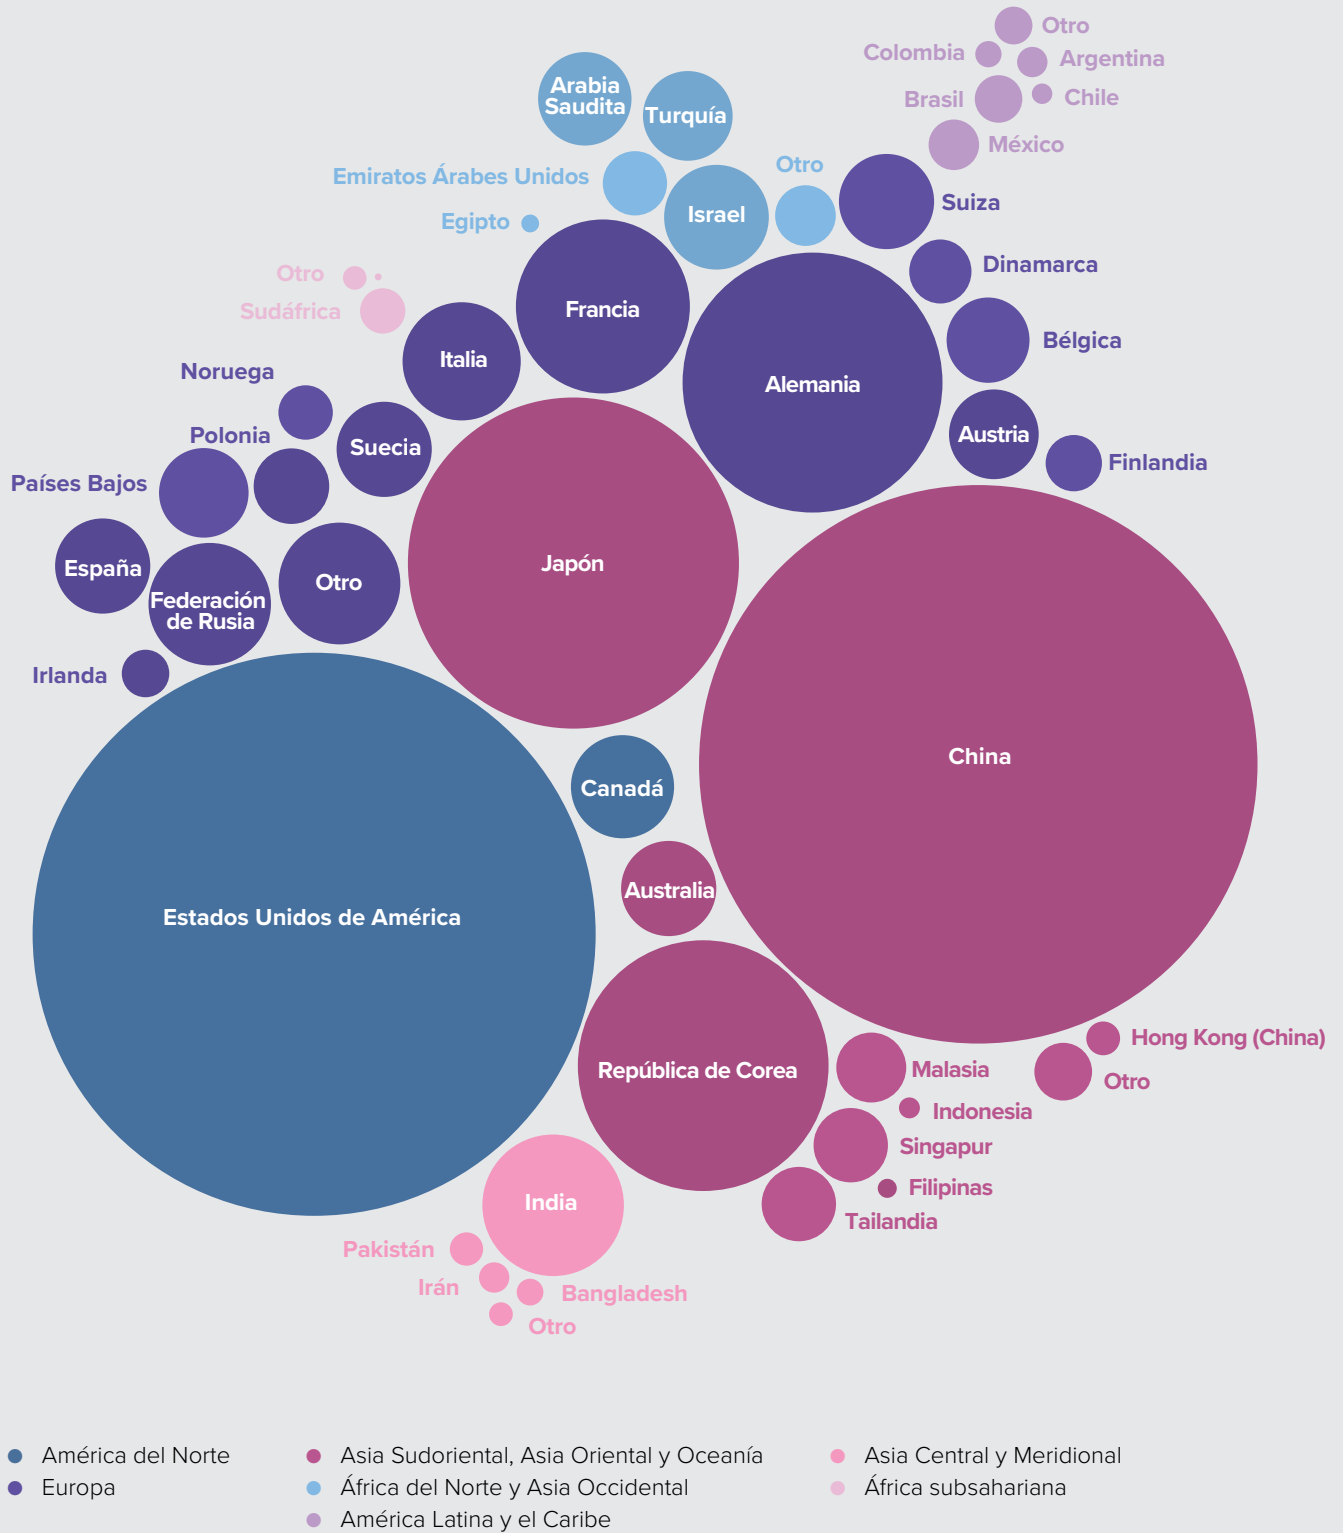 Otro
Colombia
Argentina
Brasil
Chile
México
Arabia
Saudita
Turquía
Emiratos Árabes Unidos
Otro
Egipto
Israel
Suiza
Otro
Sudáfrica
Francia
Dinamarca
Italia
Alemania
Bélgica
Noruega
Polonia
Suecia
Austria
Países Bajos
Finlandia
España
Federación
de Rusia
Otro
Japón
Irlanda
China
Canadá
Australia
Estados Unidos de América
República de Corea
Hong Kong (China)
Malasia
Otro
Indonesia
Singapur
Filipinas
Tailandia
India
Pakistán
Irán
Bangladesh
Otro
América del Norte
Europa
Asia Sudoriental, Asia Oriental y Oceanía
África del Norte y Asia Occidental
América Latina y el Caribe
Asia Central y Meridional
África subsahariana